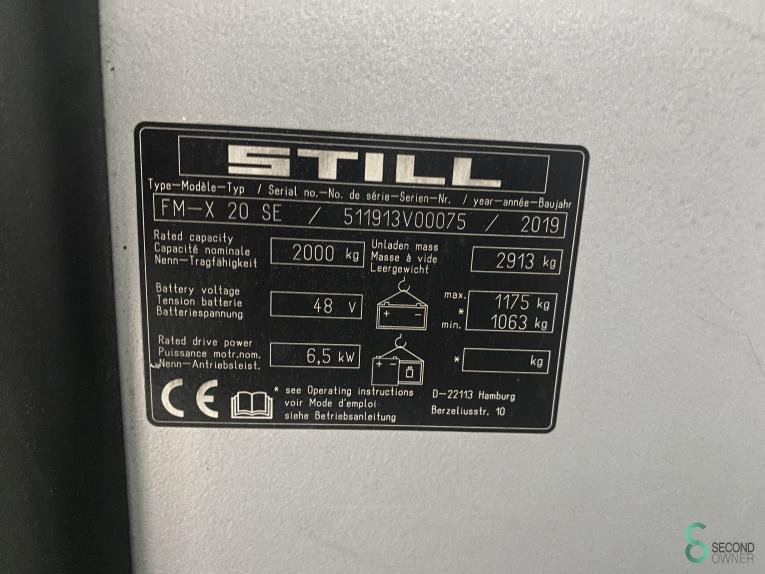 STILL
Type-Modèle-Typ / Serial no.-No. de série-Serien-Nr. / year-année-Baujahr
FM-X 20 SE / 511913V00075 / 2019
Rated capacity
Capacité nominale
Nenn-Tragfähigkeit
2000 kg
Unladen mass
Masse à vide
Leergewicht
2913 kg
Battery voltage
Tension batterie
Batteriespannung
48 V
+ -
max.
*
min.
1175 kg
1063 kg
Rated drive power
Puissance motr.nom.
Nenn-Antriebsleist.
6,5 kW
+ -
*
kg
CE
* see Operating instructions
voir Mode d'emploi
siehe Betriebsanleitung
D-22113 Hamburg
Berzeliusstr. 10
SECOND
OWNER